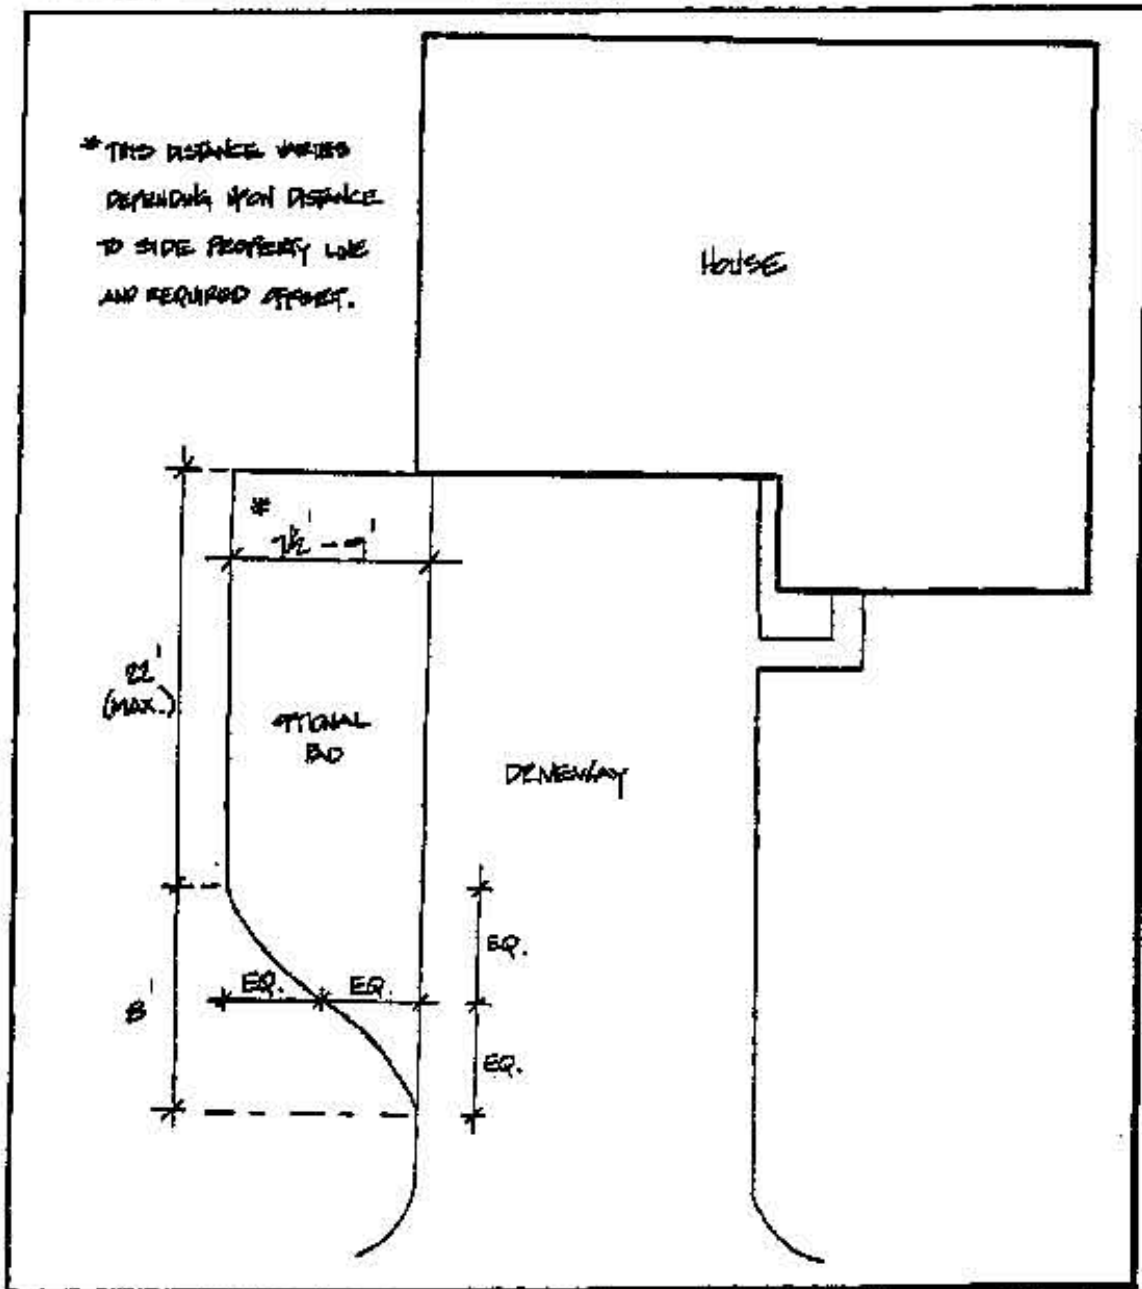 * THIS DISTANCE VARIES
DEPENDING UPON DISTANCE
TO SIDE PROPERTY LINE
AND REQUIRED OFFSET.
HOUSE
*
7½' - 9'
22'
(MAX.)
OPTIONAL
DRIVEWAY
EQ.
EQ. EQ.
8'
EQ.